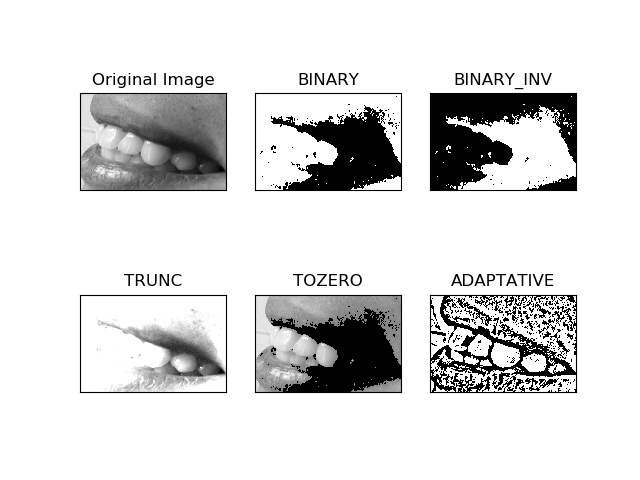 Original Image
BINARY
BINARY_INV
TRUNC
TOZERO
ADAPTATIVE